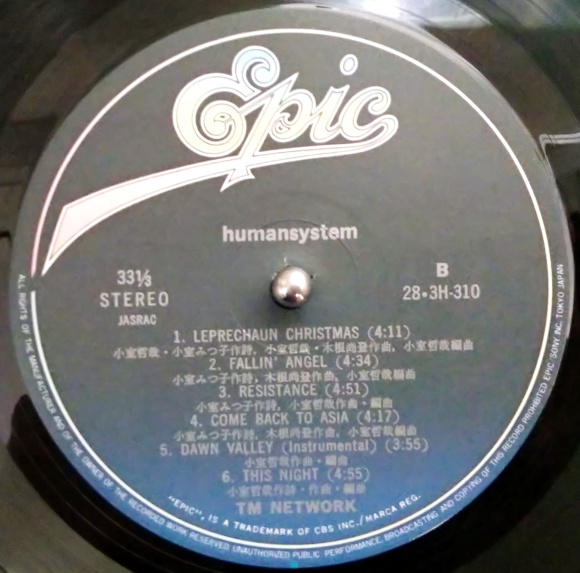 Epic
humansystem
33⅓
STEREO
JASRAC
B
28•3H-310
1. LEPRECHAUN CHRISTMAS (4:11)
小室哲哉・小室みつ子作詩, 小室哲哉・木根尚登作曲, 小室哲哉編曲
2. FALLIN' ANGEL (4:34)
小室みつ子作詩, 木根尚登作曲, 小室哲哉編曲
3. RESISTANCE (4:51)
小室みつ子作詩, 小室哲哉作曲・編曲
4. COME BACK TO ASIA (4:17)
小室みつ子作詩, 木根尚登作曲, 小室哲哉編曲
5. DAWN VALLEY (Instrumental) (3:55)
小室哲哉作曲・編曲
6. THIS NIGHT (4:55)
小室哲哉作詩・作曲・編曲
TM NETWORK
"EPIC", IS A TRADEMARK OF CBS INC./MARCA REG.
ALL RIGHTS OF THE MANUFACTURER AND OF THE OWNER OF THE RECORDED WORK RESERVED. UNAUTHORIZED PUBLIC PERFORMANCE, BROADCASTING AND COPYING OF THIS RECORD PROHIBITED EPIC/SONY INC. TOKYO JAPAN